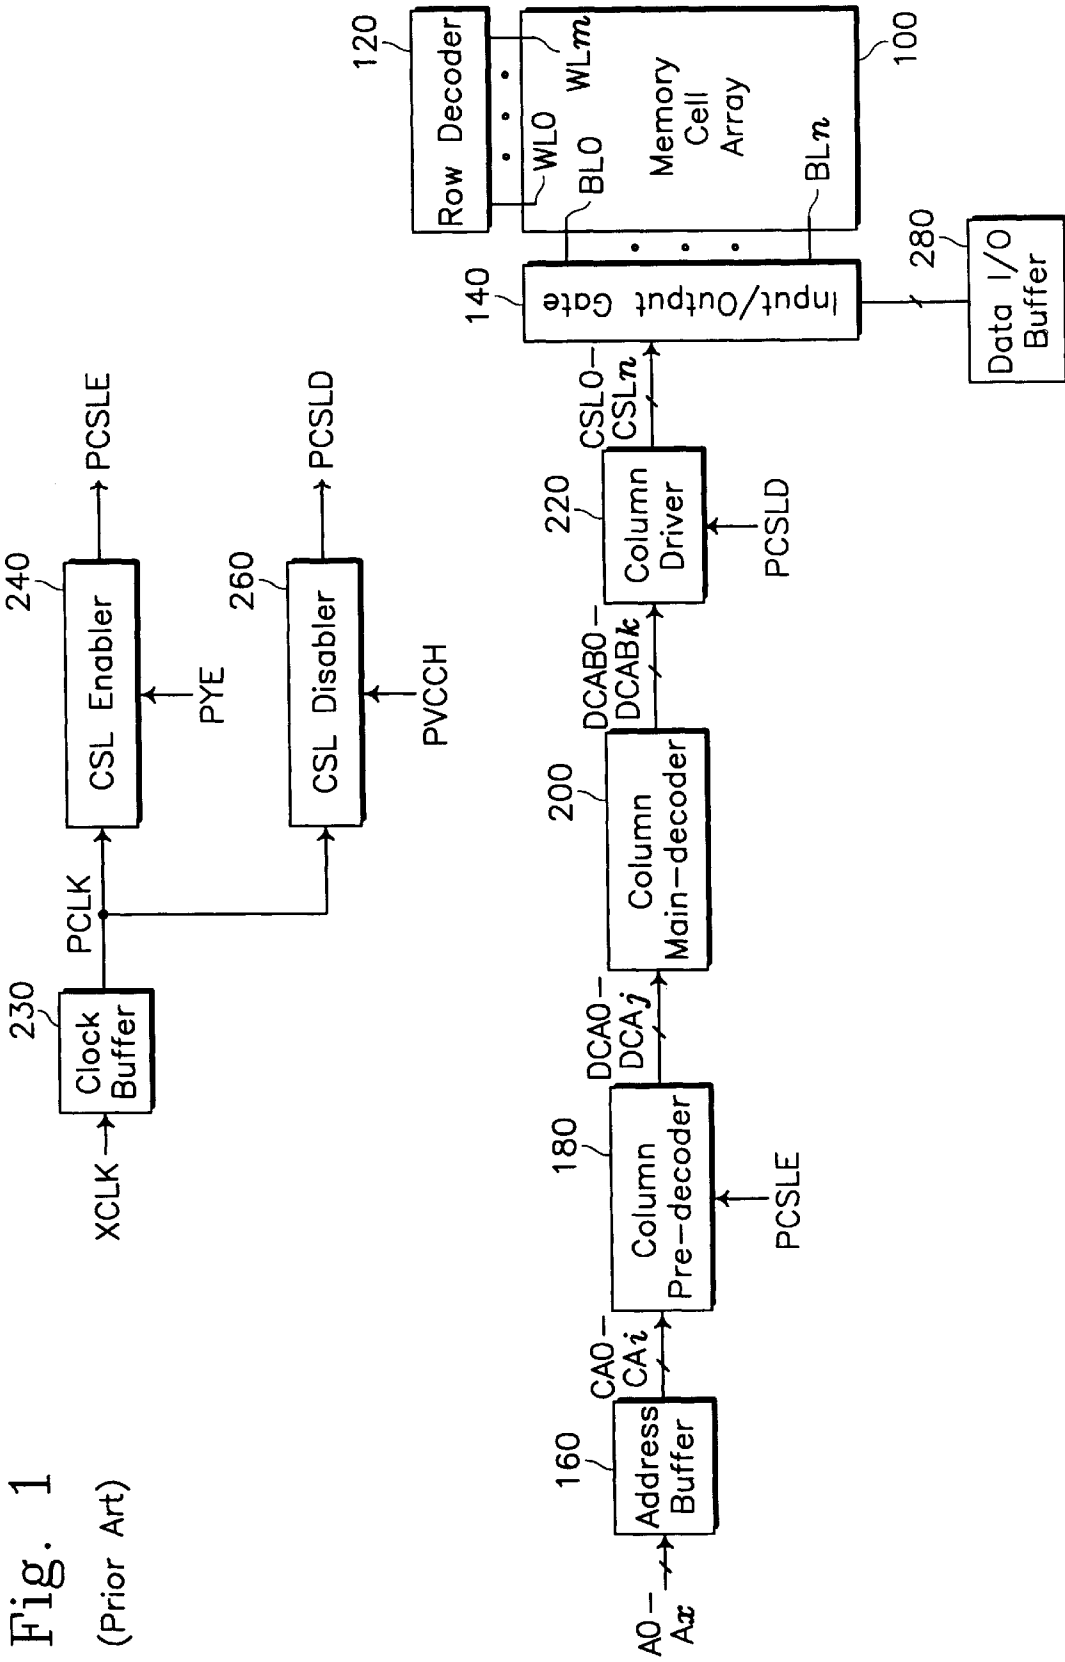 Fig. 1
(Prior Art)
XCLK
230
Clock
Buffer
PCLK
240
CSL Enabler
PYE
PCSLE
260
CSL Disabler
PVCCH
PCSLD
A0–
Ax
160
Address
Buffer
CA0–
CAi
180
Column
Pre–decoder
PCSLE
DCA0–
DCAj
200
Column
Main–decoder
DCAB0–
DCABk
220
Column
Driver
PCSLD
CSL0–
CSLn
140
Input/Output
Gate
120
Row Decoder
WL0
WLm
BL0
BLn
Memory
Cell
Array
100
280
Data I/O
Buffer